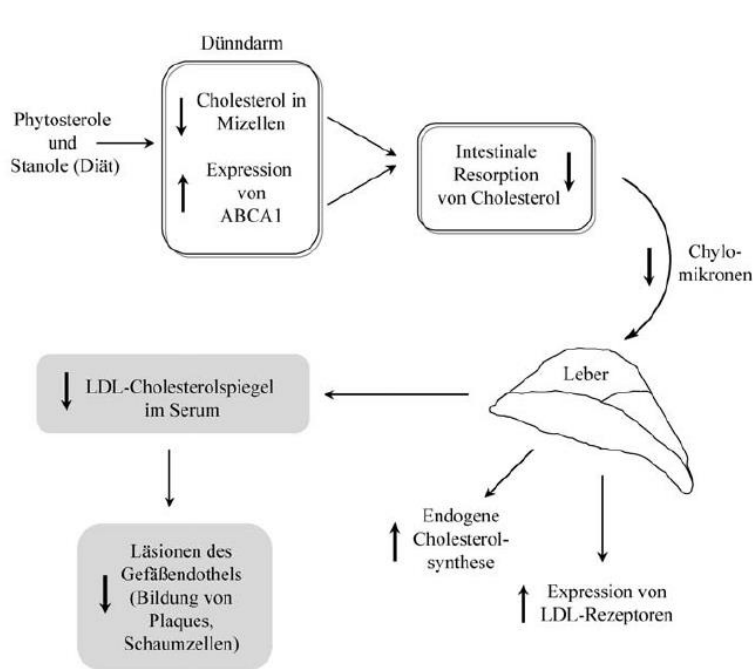 Dünndarm
Phytosterole
und
Stanole (Diät)
Cholesterol in
Mizellen
Expression
von
ABCA1
Intestinale
Resorption
von Cholesterol
Chylo-
mikronen
Leber
LDL-Cholesterolspiegel
im Serum
Endogene
Cholesterol-
synthese
Expression von
LDL-Rezeptoren
Läsionen des
Gefäßendothels
(Bildung von
Plaques,
Schaumzellen)